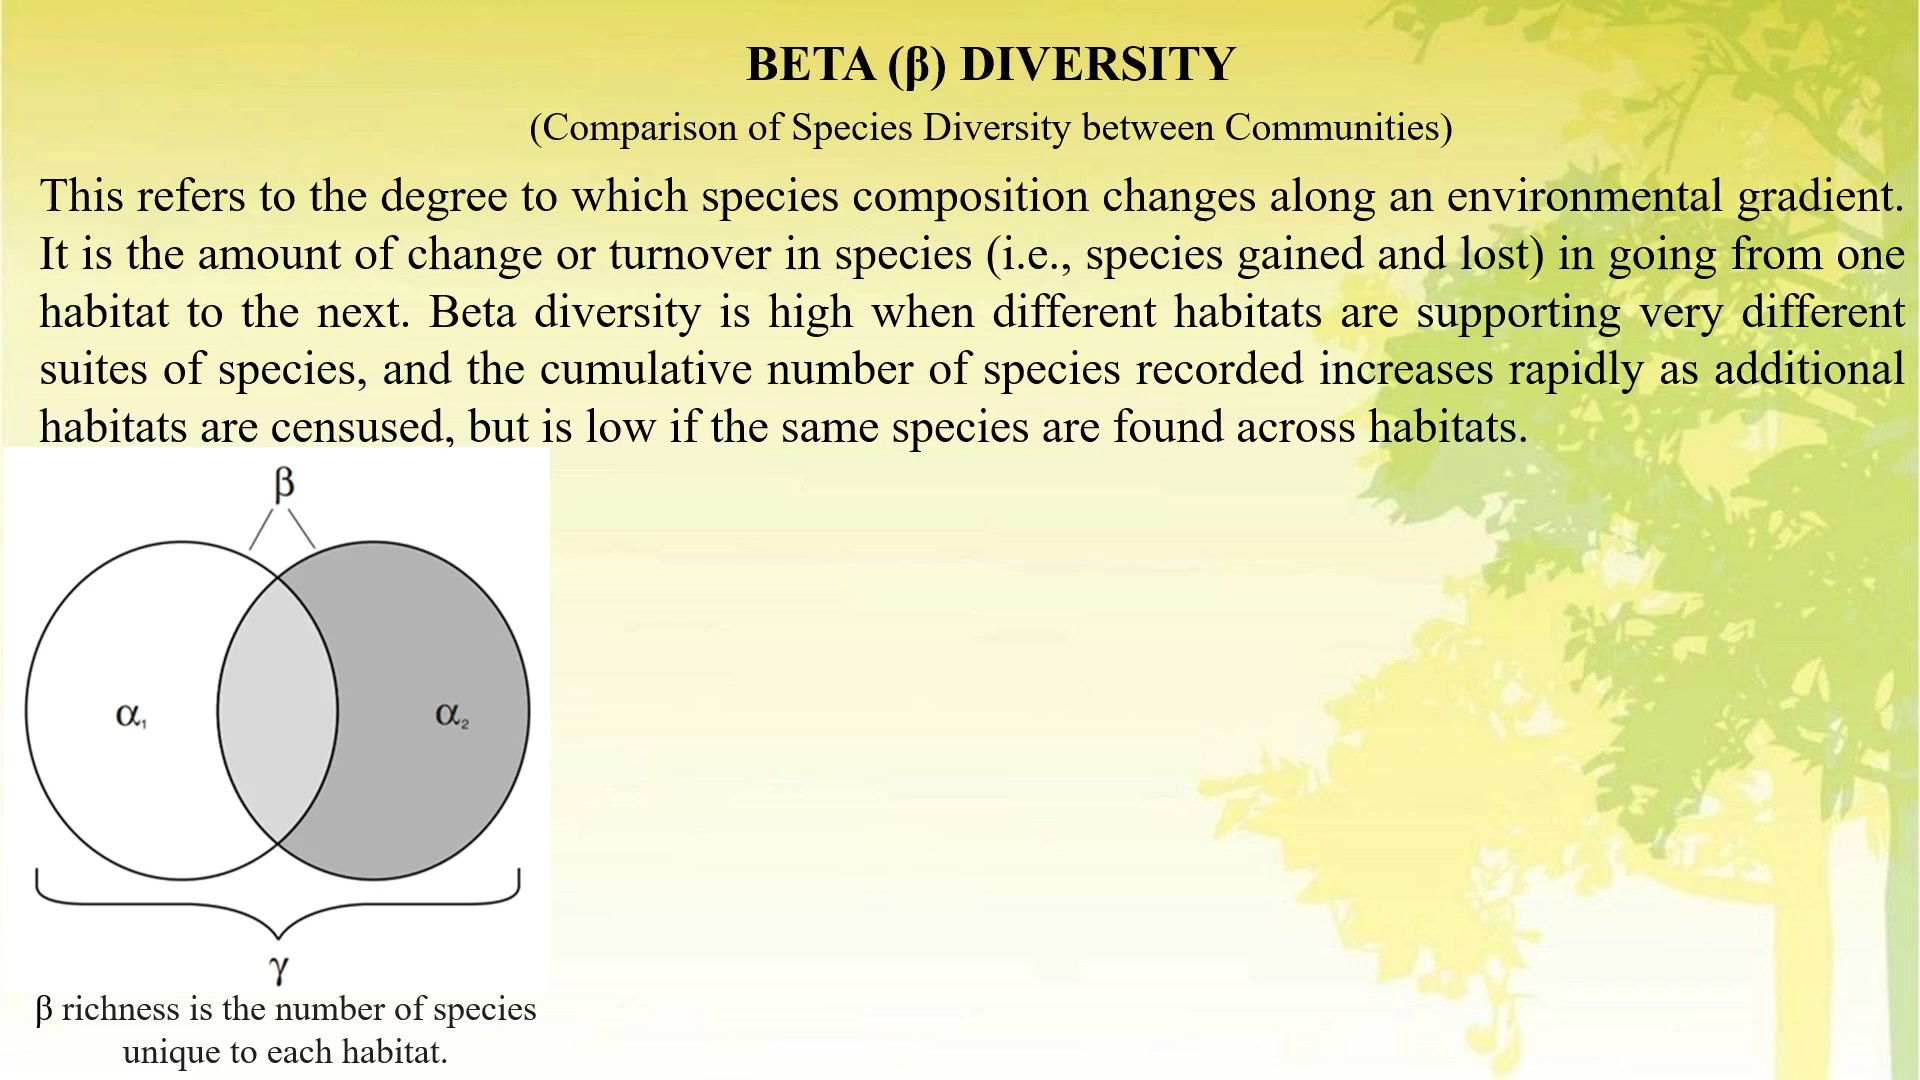 BETA (β) DIVERSITY
(Comparison of Species Diversity between Communities)
This refers to the degree to which species composition changes along an environmental gradient.
It is the amount of change or turnover in species (i.e., species gained and lost) in going from one
habitat to the next. Beta diversity is high when different habitats are supporting very different
suites of species, and the cumulative number of species recorded increases rapidly as additional
habitats are censused, but is low if the same species are found across habitats.
β
α₁
α₂
γ
β richness is the number of species
unique to each habitat.